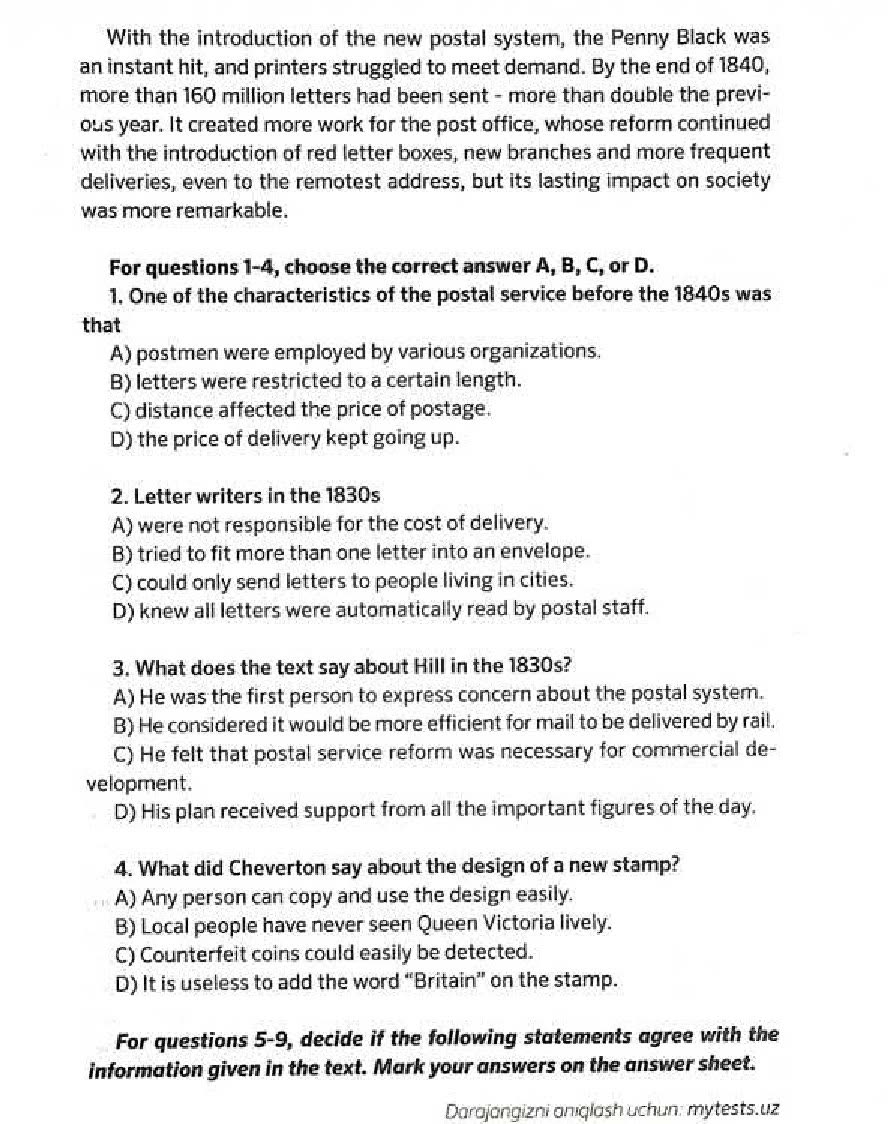 With the introduction of the new postal system, the Penny Black was
an instant hit, and printers struggled to meet demand. By the end of 1840,
more than 160 million letters had been sent - more than double the previ-
ous year. It created more work for the post office, whose reform continued
with the introduction of red letter boxes, new branches and more frequent
deliveries, even to the remotest address, but its lasting impact on society
was more remarkable.
For questions 1-4, choose the correct answer A, B, C, or D.
1. One of the characteristics of the postal service before the 1840s was
that
A) postmen were employed by various organizations.
B) letters were restricted to a certain length.
C) distance affected the price of postage.
D) the price of delivery kept going up.
2. Letter writers in the 1830s
A) were not responsible for the cost of delivery.
B) tried to fit more than one letter into an envelope.
C) could only send letters to people living in cities.
D) knew all letters were automatically read by postal staff.
3. What does the text say about Hill in the 1830s?
A) He was the first person to express concern about the postal system.
B) He considered it would be more efficient for mail to be delivered by rail.
C) He felt that postal service reform was necessary for commercial de-
velopment.
D) His plan received support from all the important figures of the day.
4. What did Cheverton say about the design of a new stamp?
A) Any person can copy and use the design easily.
B) Local people have never seen Queen Victoria lively.
C) Counterfeit coins could easily be detected.
D) It is useless to add the word “Britain” on the stamp.
For questions 5-9, decide if the following statements agree with the
information given in the text. Mark your answers on the answer sheet.
Darajangizni aniqlash uchun: mytests.uz